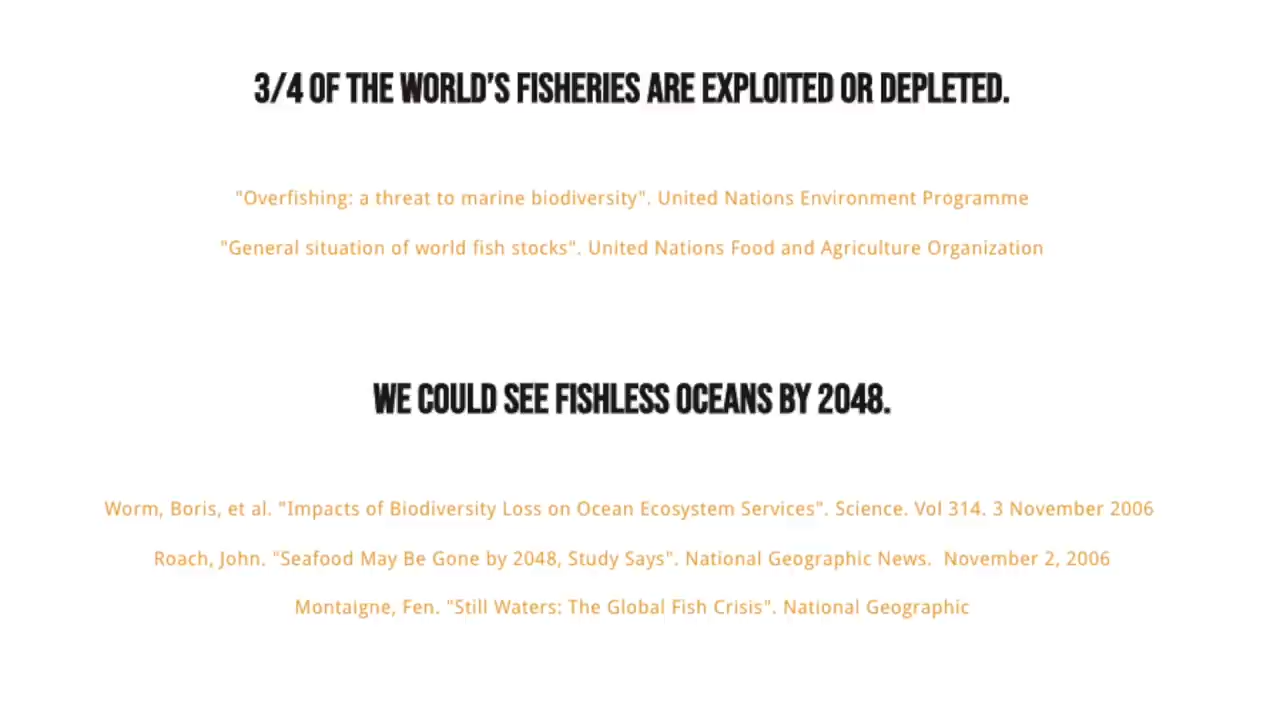 3/4 OF THE WORLD’S FISHERIES ARE EXPLOITED OR DEPLETED.
"Overfishing: a threat to marine biodiversity". United Nations Environment Programme
"General situation of world fish stocks". United Nations Food and Agriculture Organization
WE COULD SEE FISHLESS OCEANS BY 2048.
Worm, Boris, et al. "Impacts of Biodiversity Loss on Ocean Ecosystem Services". Science. Vol 314. 3 November 2006
Roach, John. "Seafood May Be Gone by 2048, Study Says". National Geographic News.  November 2, 2006
Montaigne, Fen. "Still Waters: The Global Fish Crisis". National Geographic